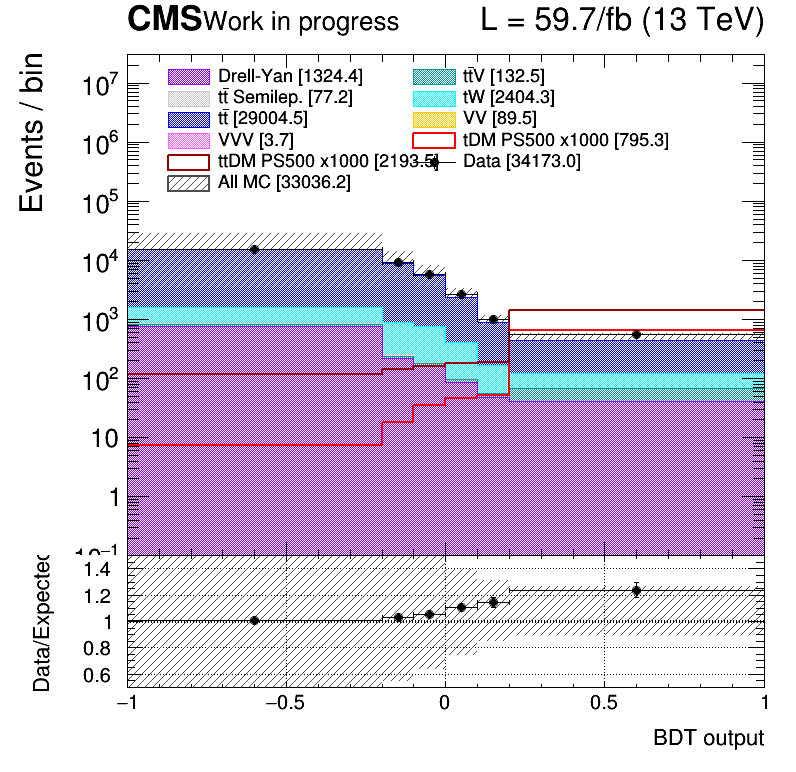 CMS Work in progress L = 59.7/fb (13 TeV)
Events / bin
Drell-Yan [1324.4] tt̄V [132.5]
tt̄ Semilep. [77.2] tW [2404.3]
tt̄ [29004.5] VV [89.5]
VVV [3.7] tDM PS500 x1000 [795.3]
ttDM PS500 x1000 [2193.5] Data [34173.0]
All MC [33036.2]
10⁷
10⁶
10⁵
10⁴
10³
10²
10
1
10⁻¹
Data/Expected
1.4
1.2
1
0.8
0.6
−1 −0.5 0 0.5 1
BDT output